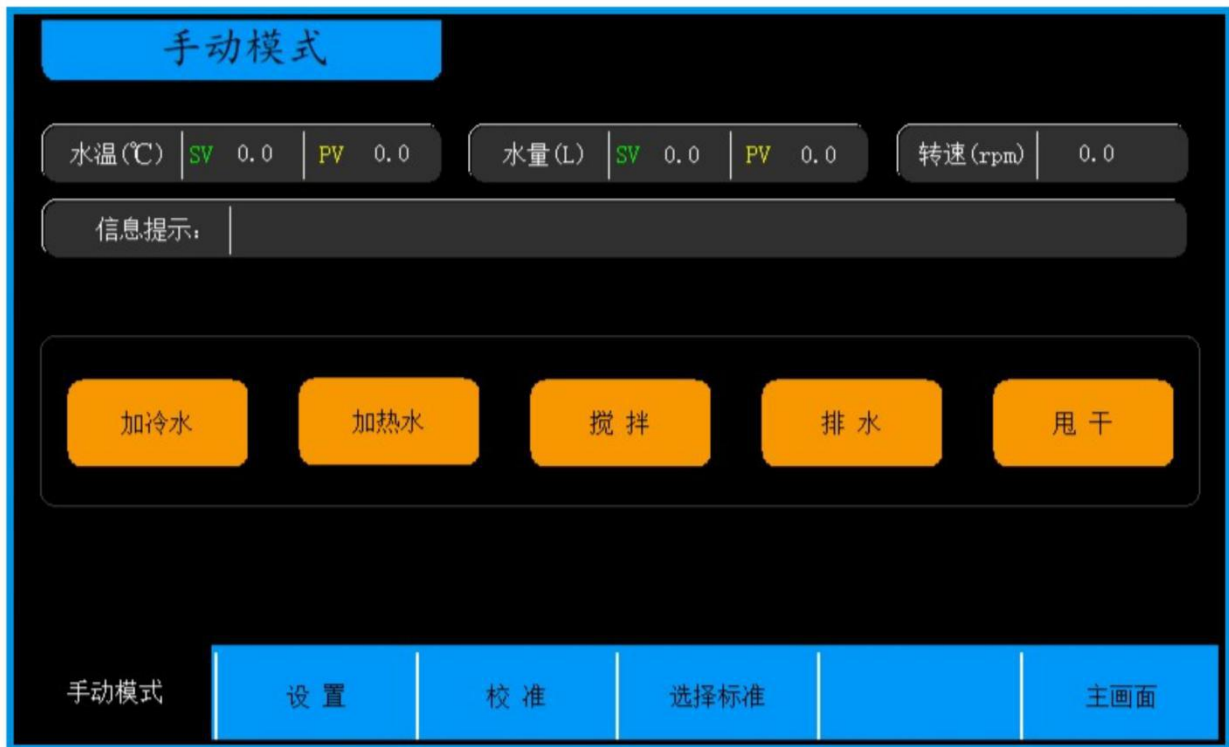 手动模式
水温(℃) SV 0.0 PV 0.0 水量(L) SV 0.0 PV 0.0 转速(rpm) 0.0
信息提示:
加冷水 加热水 搅拌 排水 甩干
手动模式 设置 校准 选择标准 主画面